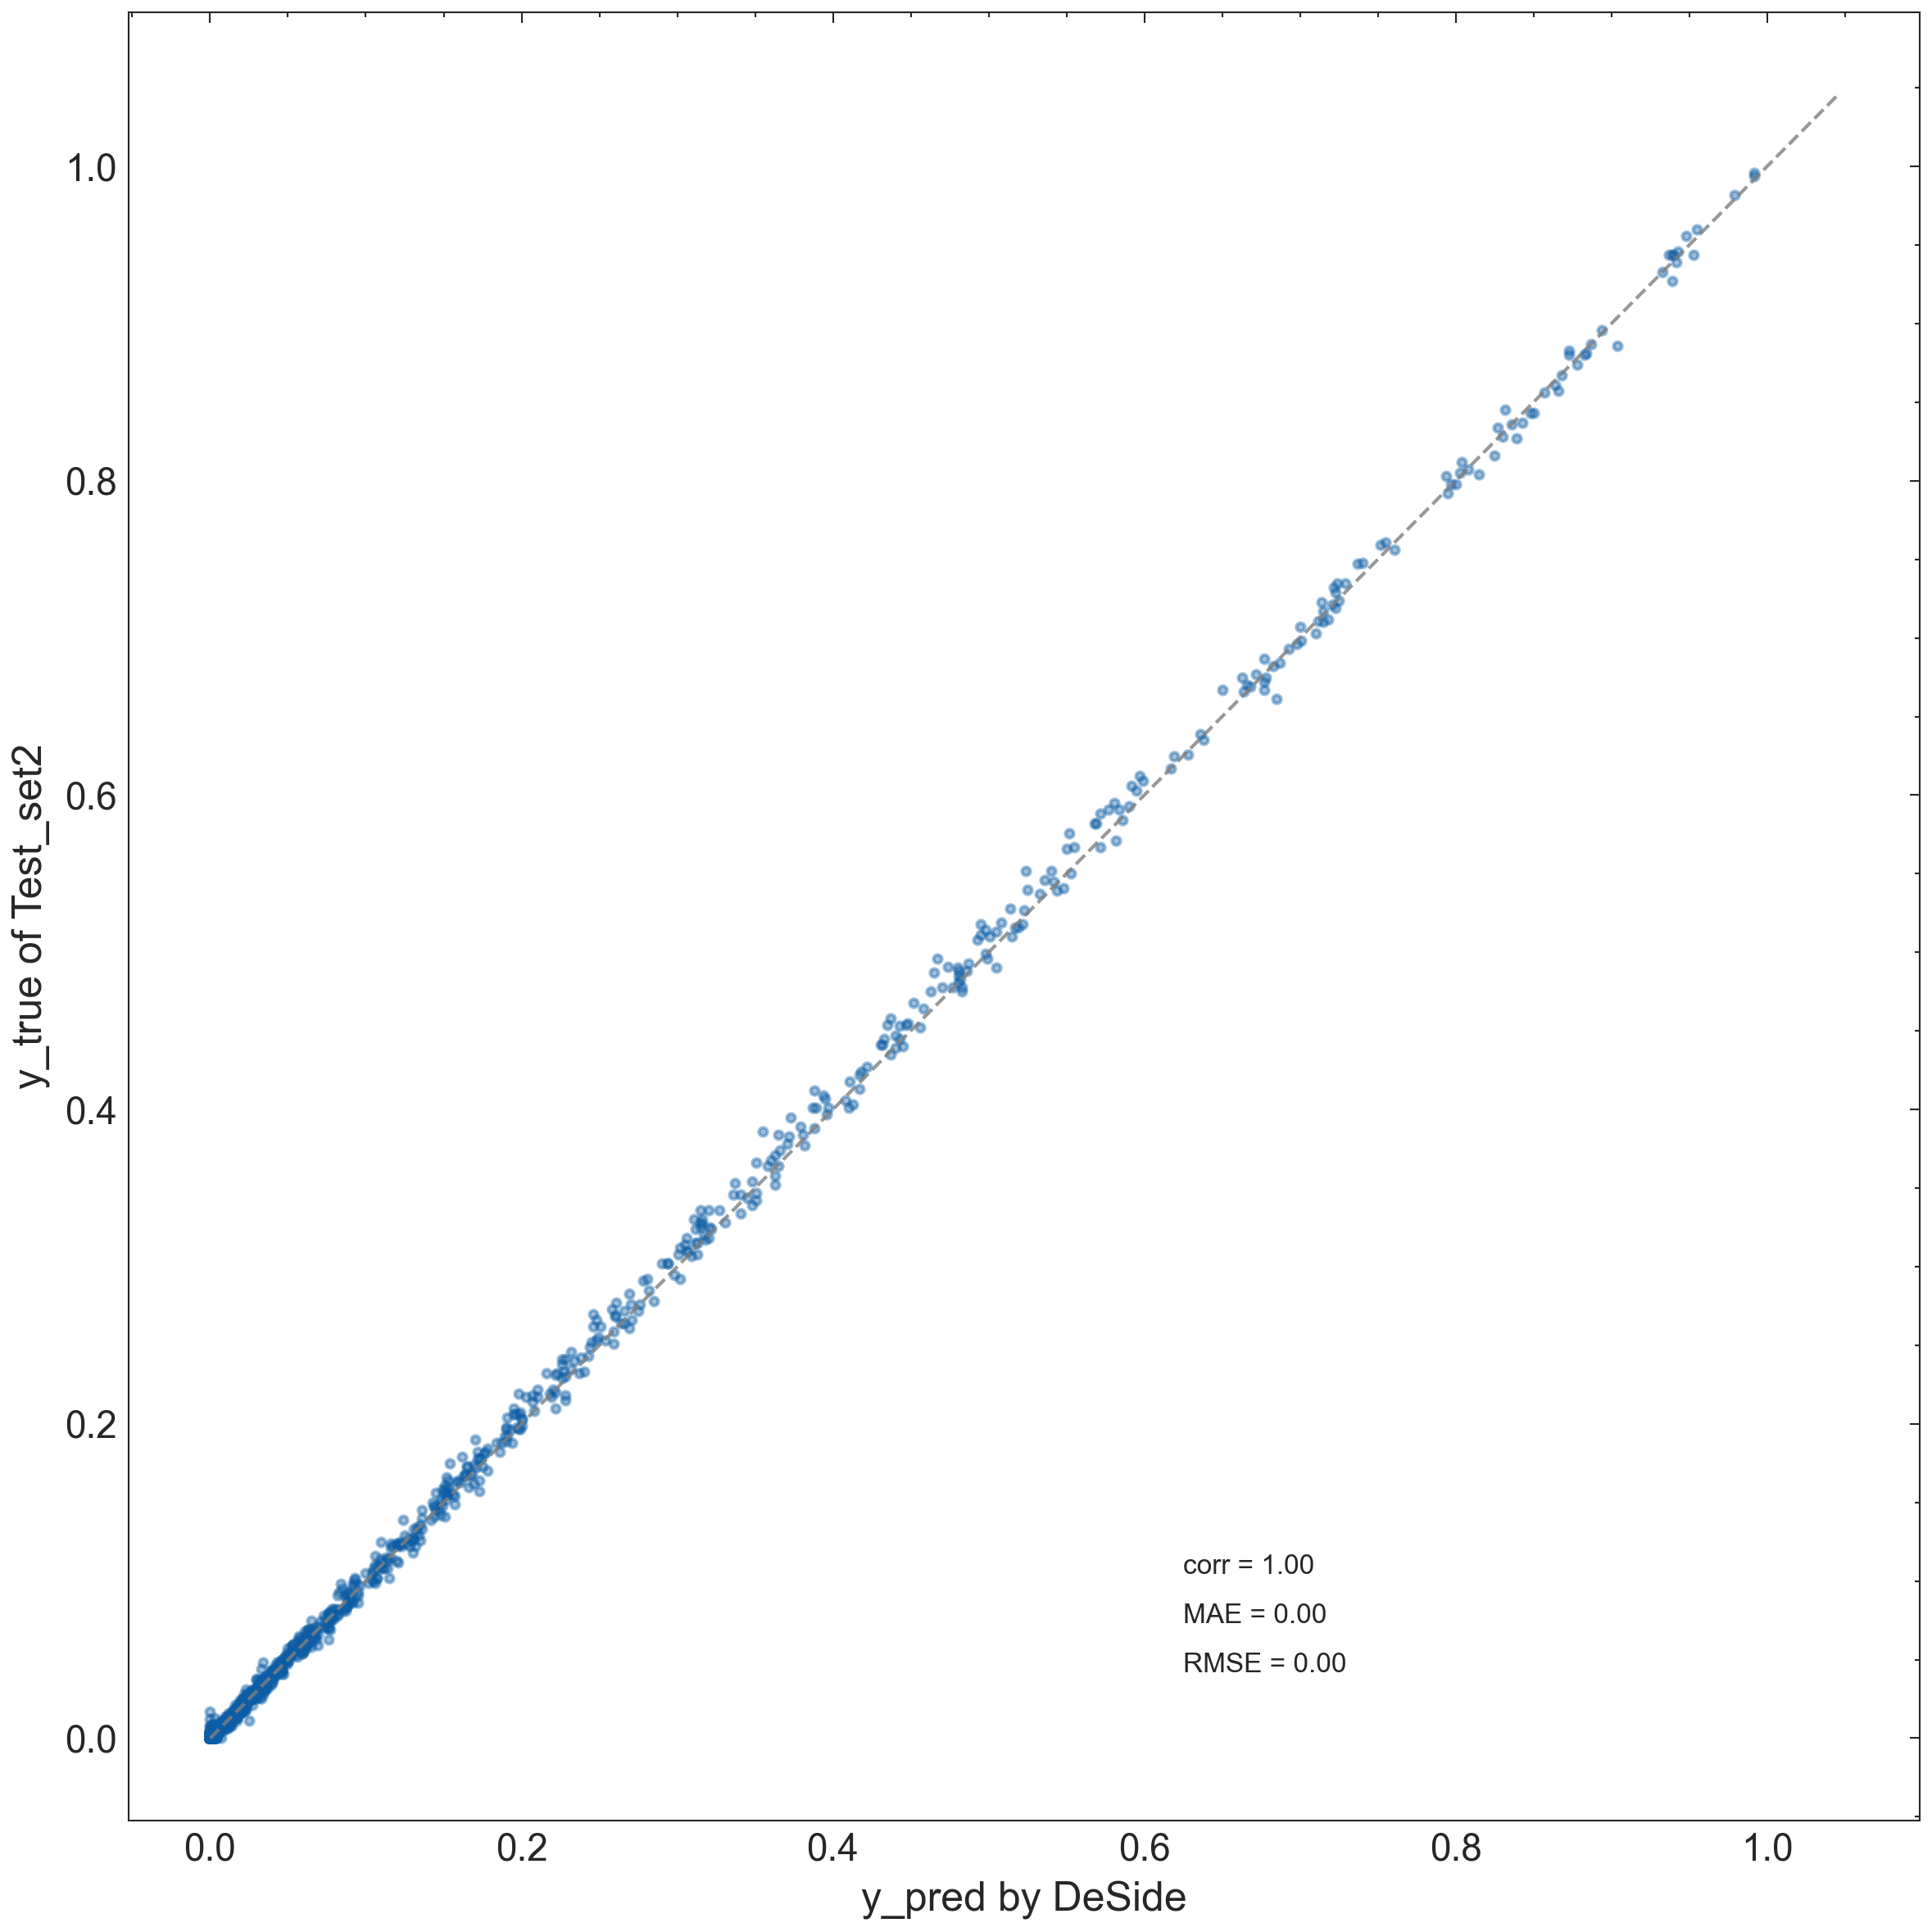 1.0
0.8
0.6
0.4
0.2
0.0
y_true of Test_set2
corr = 1.00
MAE = 0.00
RMSE = 0.00
0.0 0.2 0.4 0.6 0.8 1.0
y_pred by DeSide